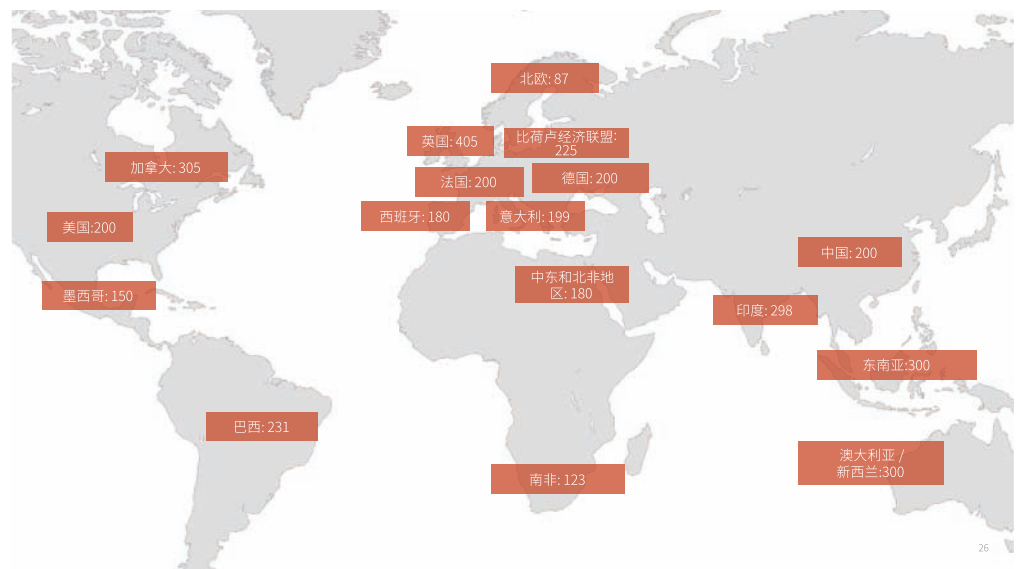 北欧: 87
英国: 405
比荷卢经济联盟:
225
加拿大: 305
法国: 200
德国: 200
美国:200
西班牙: 180
意大利: 199
中国: 200
墨西哥: 150
中东和北非地
区: 180
印度: 298
东南亚:300
巴西: 231
澳大利亚 /
新西兰:300
南非: 123
26